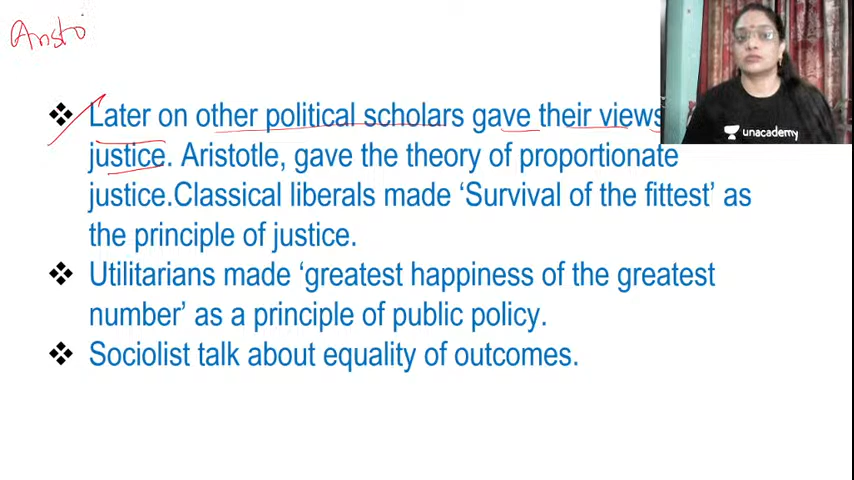 Aristo
❖ Later on other political scholars gave their views
justice. Aristotle, gave the theory of proportionate
justice.Classical liberals made ‘Survival of the fittest’ as
the principle of justice.
❖ Utilitarians made ‘greatest happiness of the greatest
number’ as a principle of public policy.
❖ Sociolist talk about equality of outcomes.
unacademy